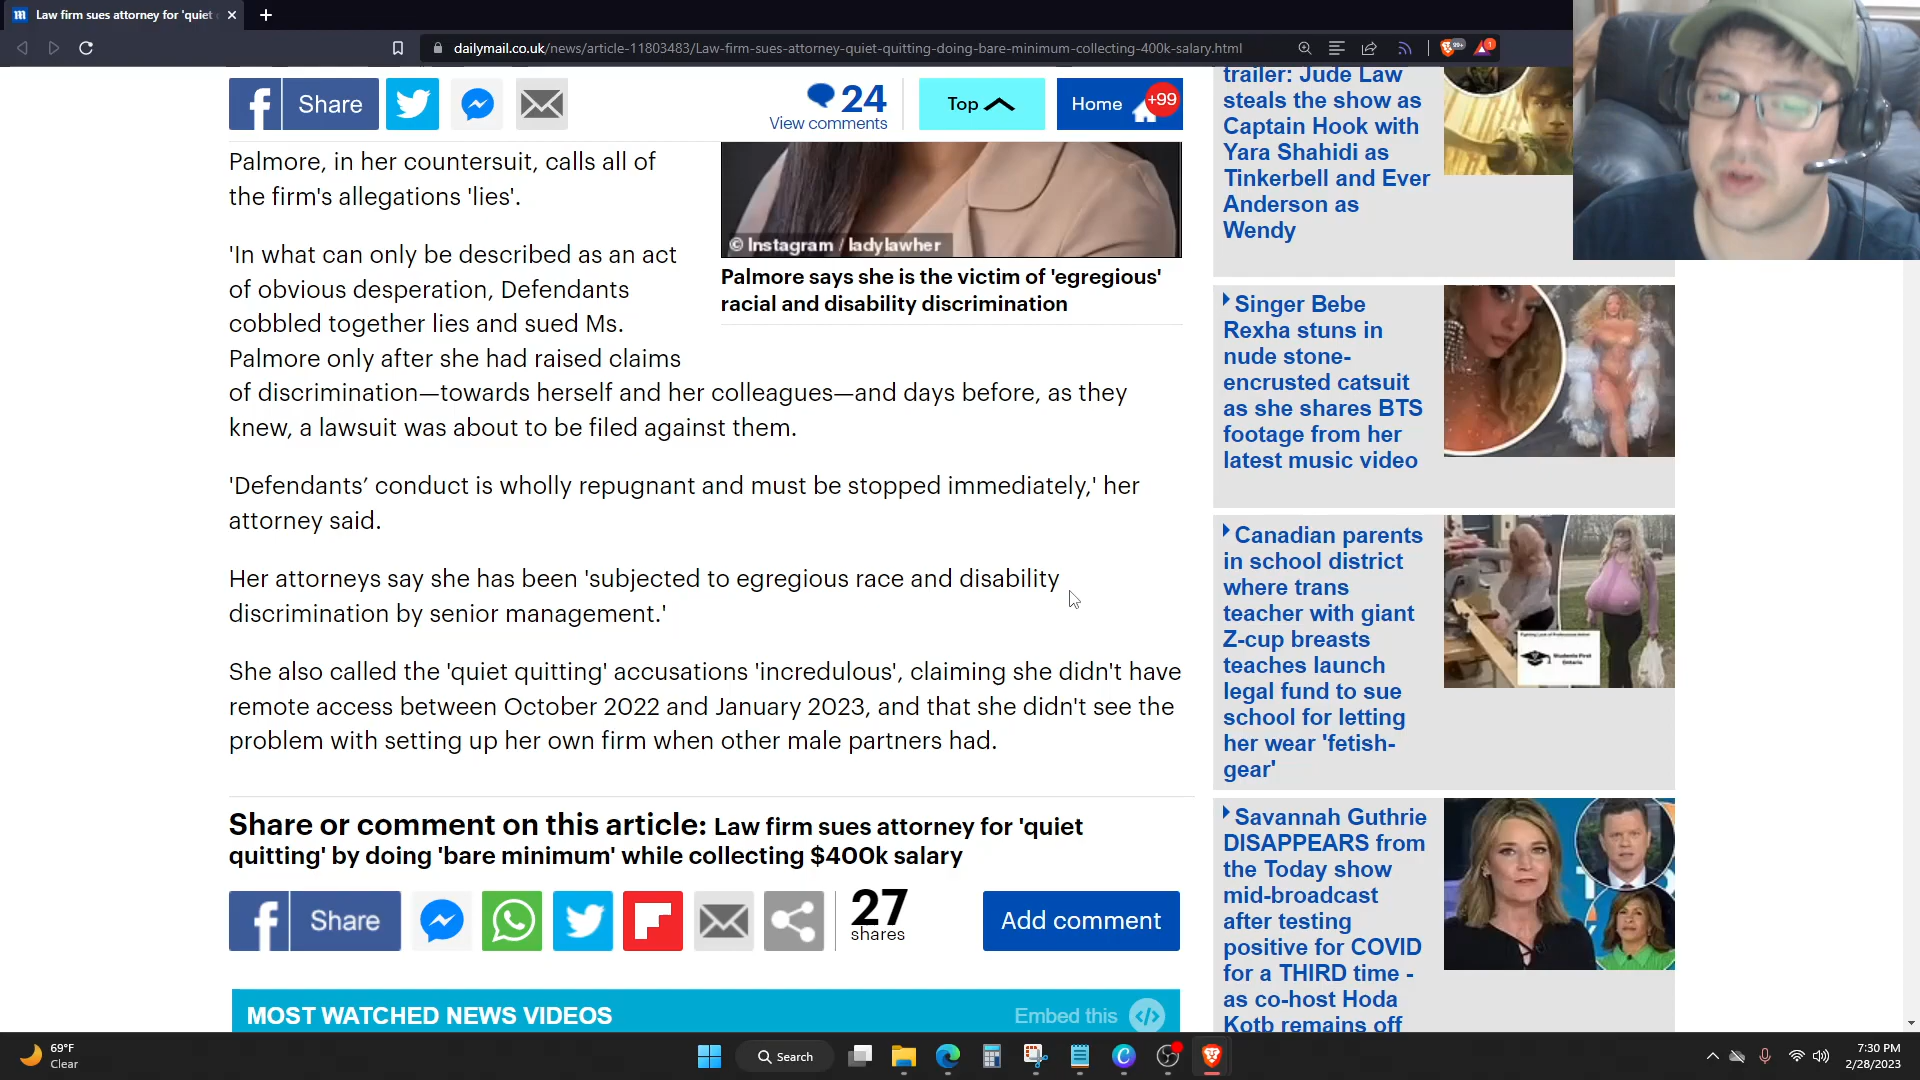 m Law firm sues attorney for 'quiet
dailymail.co.uk/news/article-11803483/Law-firm-sues-attorney-quiet-quitting-doing-bare-minimum-collecting-400k-salary.html
Share
24
View comments
Top
Home
+99
Palmore, in her countersuit, calls all of
the firm's allegations 'lies'.
'In what can only be described as an act
of obvious desperation, Defendants
cobbled together lies and sued Ms.
Palmore only after she had raised claims
of discrimination—towards herself and her colleagues—and days before, as they
knew, a lawsuit was about to be filed against them.
© Instagram / ladylawher
Palmore says she is the victim of 'egregious'
racial and disability discrimination
'Defendants’ conduct is wholly repugnant and must be stopped immediately,' her
attorney said.
Her attorneys say she has been 'subjected to egregious race and disability
discrimination by senior management.'
She also called the 'quiet quitting' accusations 'incredulous', claiming she didn't have
remote access between October 2022 and January 2023, and that she didn't see the
problem with setting up her own firm when other male partners had.
Share or comment on this article: Law firm sues attorney for 'quiet
quitting' by doing 'bare minimum' while collecting $400k salary
Share
27
shares
Add comment
MOST WATCHED NEWS VIDEOS
Embed this
trailer: Jude Law
steals the show as
Captain Hook with
Yara Shahidi as
Tinkerbell and Ever
Anderson as
Wendy
Singer Bebe
Rexha stuns in
nude stone-
encrusted catsuit
as she shares BTS
footage from her
latest music video
Canadian parents
in school district
where trans
teacher with giant
Z-cup breasts
teaches launch
legal fund to sue
school for letting
her wear 'fetish-
gear'
Students First
Ontario
Savannah Guthrie
DISAPPEARS from
the Today show
mid-broadcast
after testing
positive for COVID
for a THIRD time -
as co-host Hoda
Kotb remains off
69°F
Clear
Search
7:30 PM
2/28/2023